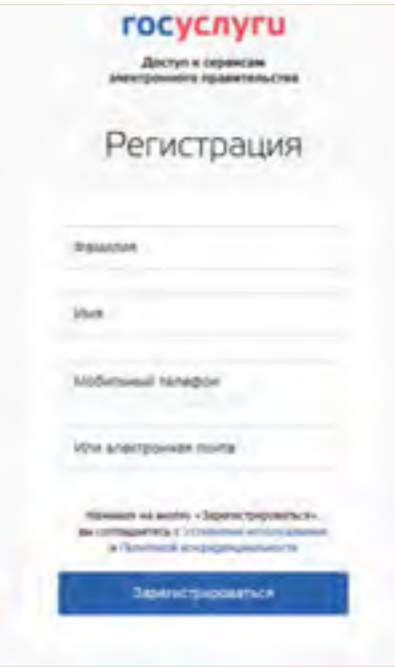 госуслуги
Доступ к сервисам
электронного правительства
Регистрация
Фамилия
Имя
Мобильный телефон
Или электронная почта
Нажимая на кнопку «Зарегистрироваться»,
вы соглашаетесь с Условиями использования
и Политикой конфиденциальности
Зарегистрироваться